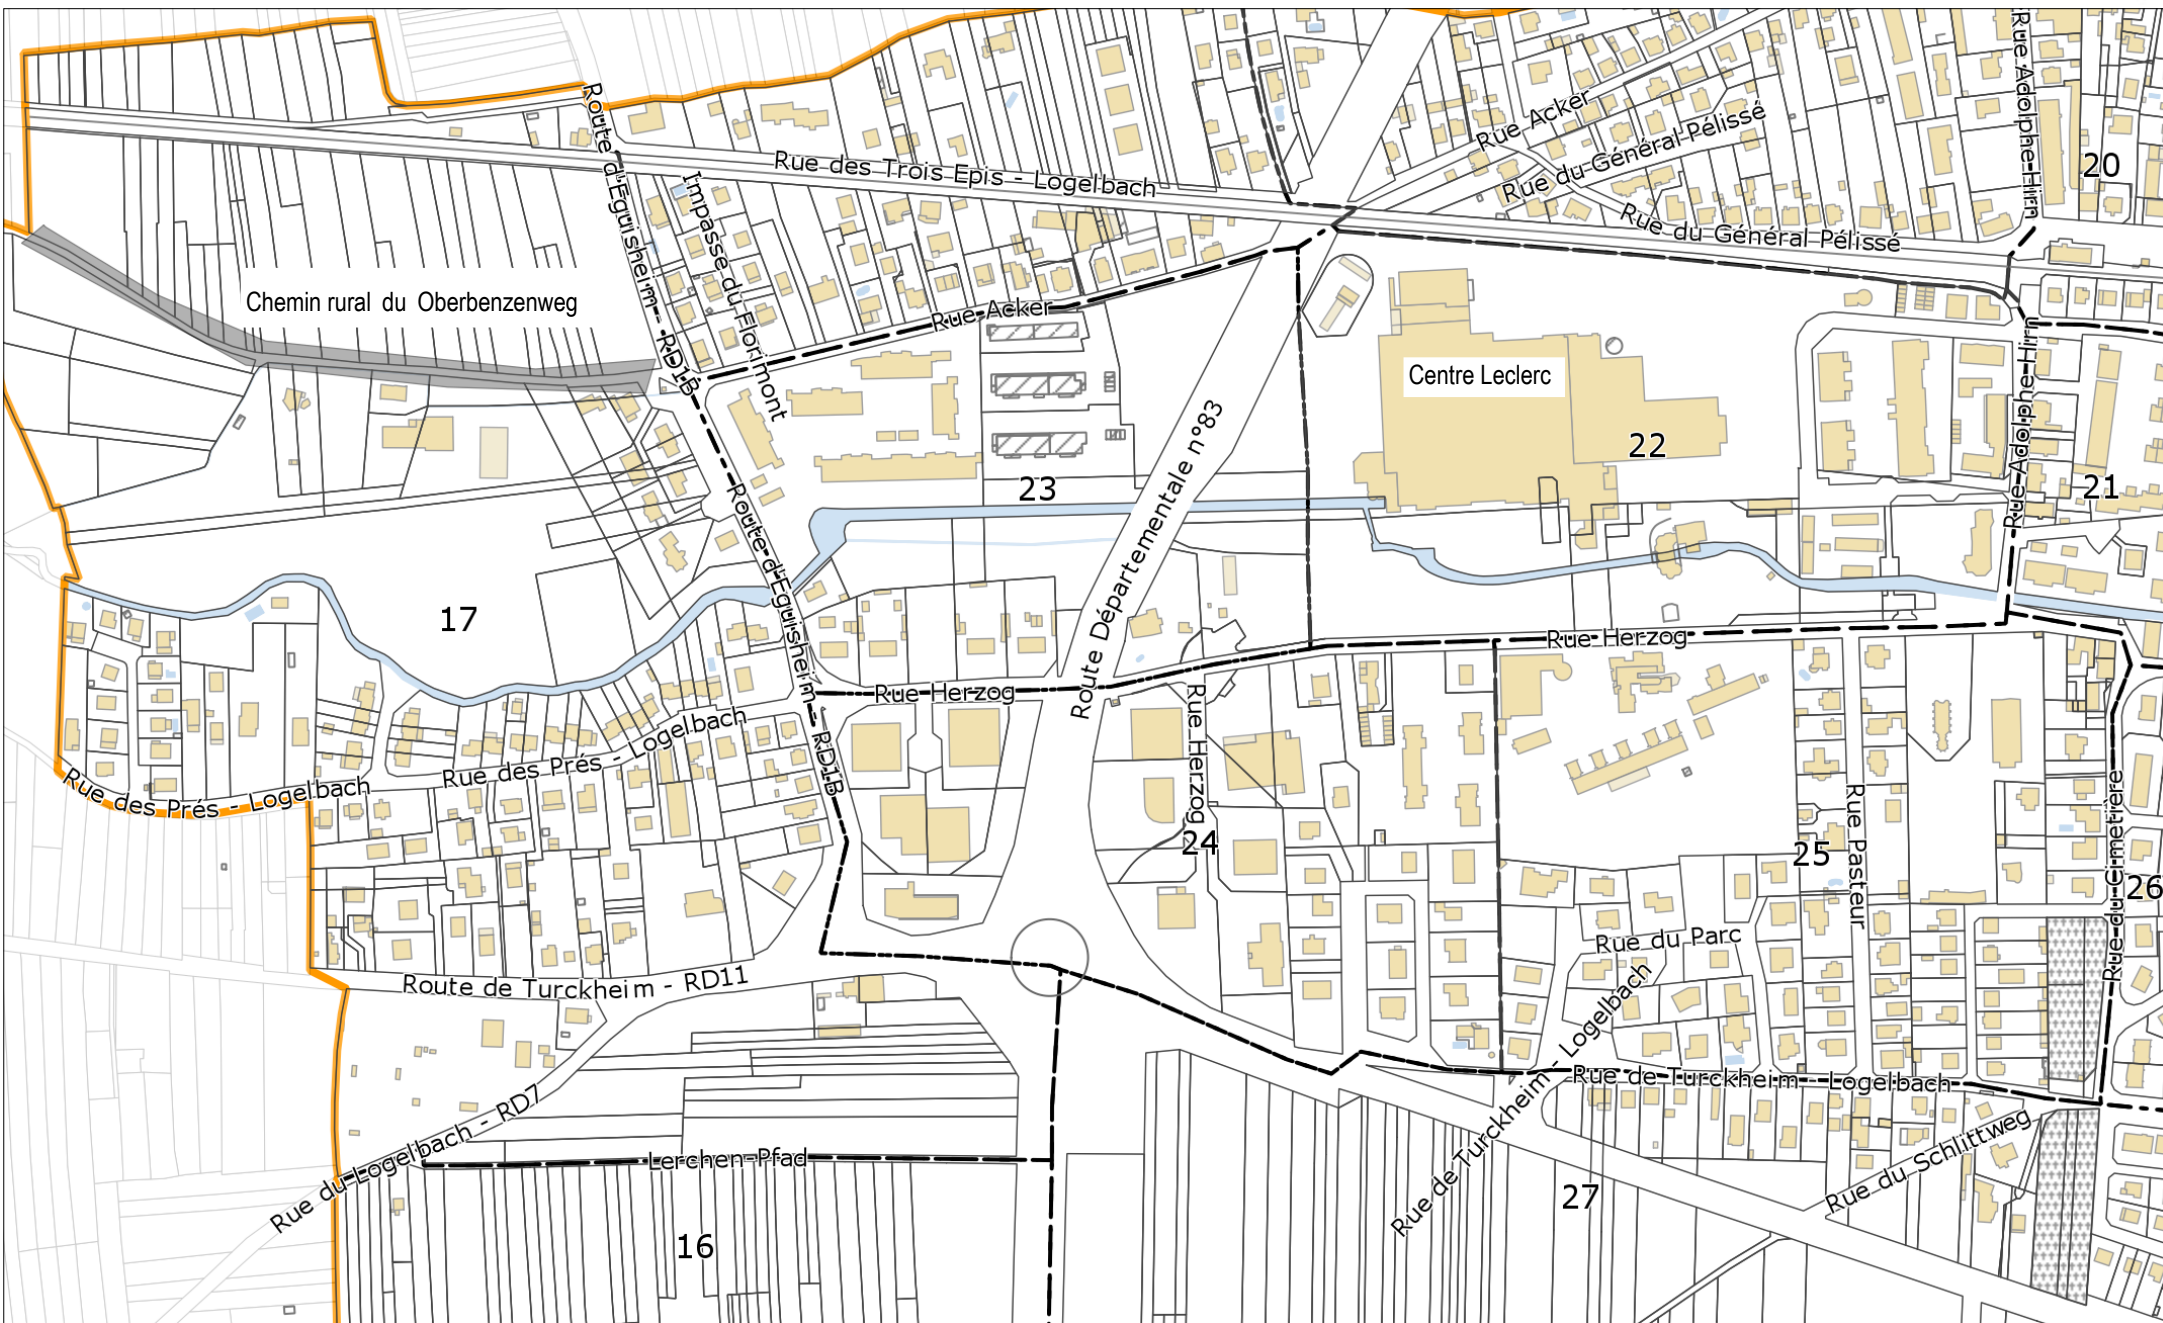 Rue Adolphe Hirn
Route d'Eguisheim - RD1B
Rue Acker
Rue du Général Pélissé
20
Rue des Trois Epis - Logelbach
Impasse du Florimont
Rue du Général Pélissé
Chemin rural du Oberbenzenweg
Rue Acker
Rue Adolphe Hirn
Centre Leclerc
Route Départementale n°83
22
23
21
Route d'Eguisheim - RD1B
17
Rue Herzog
Rue Herzog
Rue Herzog
Rue des Prés - Logelbach
Rue des Prés - Logelbach
Rue Pasteur
Rue du Cimetière
24
25
26
Rue du Parc
Route de Turckheim - RD11
Rue de Turckheim - Logelbach
Rue de Turckheim - Logelbach
Rue du Logelbach - RD7
Lerchen-Pfad
Rue du Schlittweg
27
16